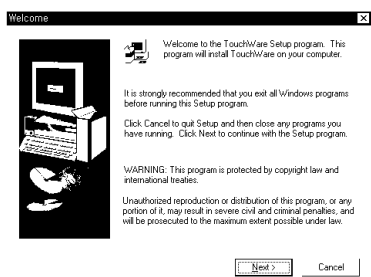 Welcome
Welcome to the TouchWare Setup program. This
program will install TouchWare on your computer.
It is strongly recommended that you exit all Windows programs
before running this Setup program.
Click Cancel to quit Setup and then close any programs you
have running. Click Next to continue with the Setup program.
WARNING: This program is protected by copyright law and
international treaties.
Unauthorized reproduction or distribution of this program, or any
portion of it, may result in severe civil and criminal penalties, and
will be prosecuted to the maximum extent possible under law.
Next >
Cancel